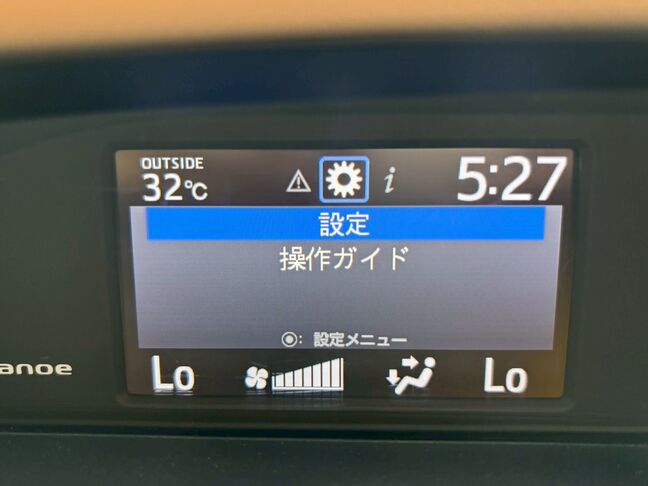 OUTSIDE
32℃
i
5:27
設定
操作ガイド
◉: 設定メニュー
anoe
Lo
Lo